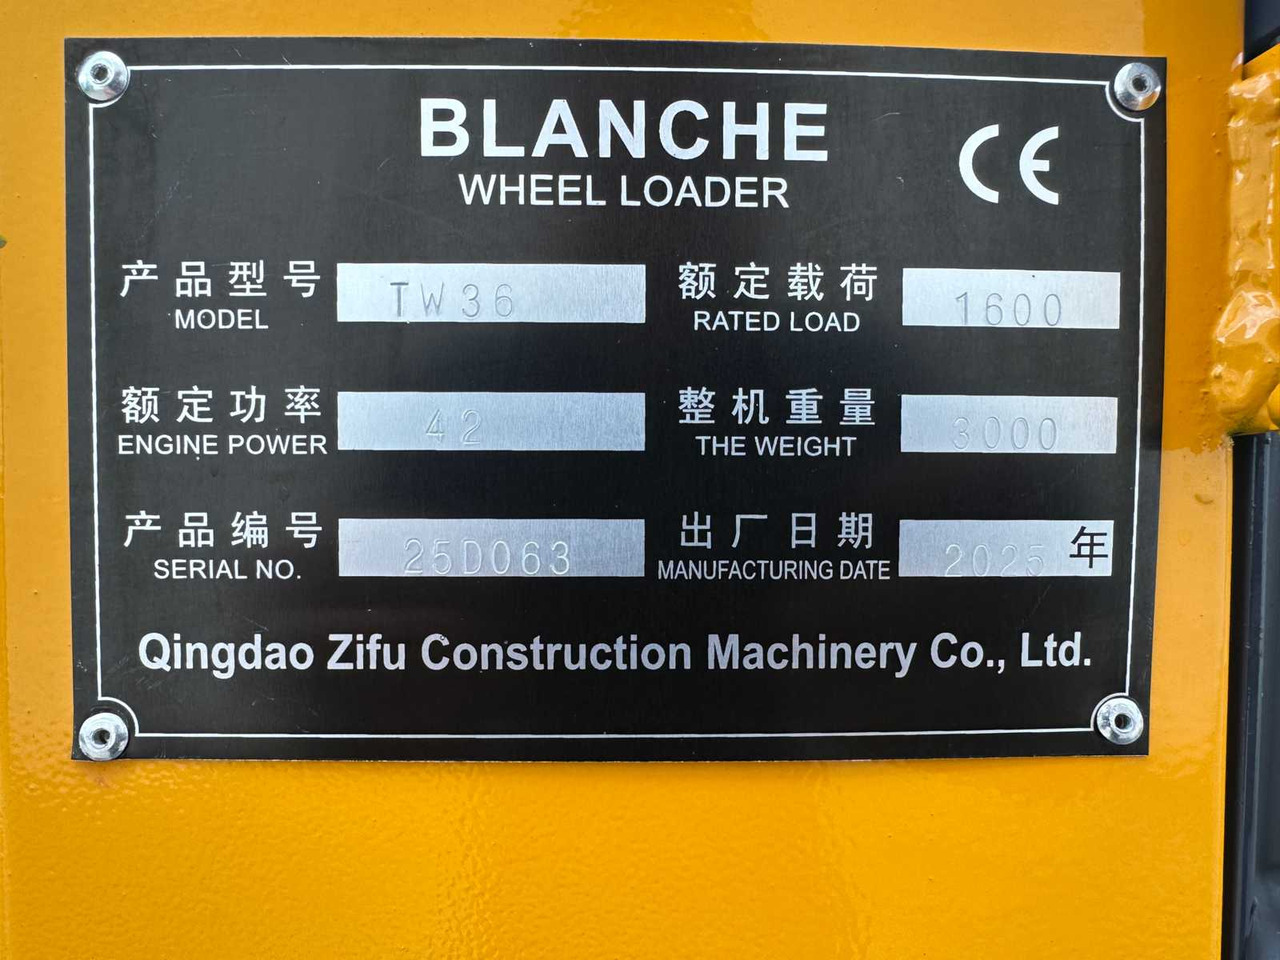 BLANCHE
CE
WHEEL LOADER
产品型号 TW36 额定载荷 1600
MODEL RATED LOAD
额定功率 42 整机重量 3000
ENGINE POWER THE WEIGHT
产品编号 25D063 出厂日期 2025 年
SERIAL NO. MANUFACTURING DATE
Qingdao Zifu Construction Machinery Co., Ltd.